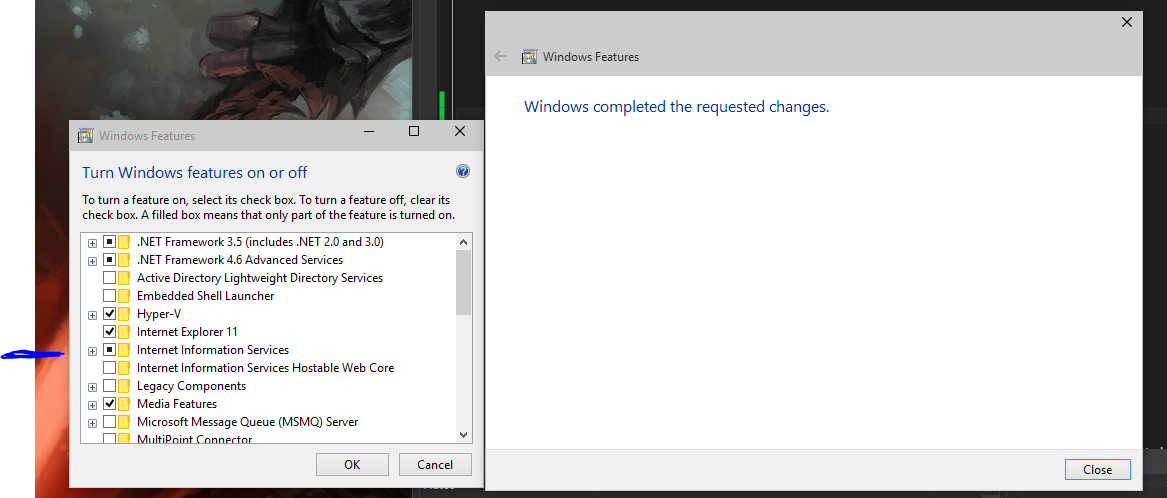 Windows Features
Windows completed the requested changes.
Close
Windows Features
Turn Windows features on or off
To turn a feature on, select its check box. To turn a feature off, clear its
check box. A filled box means that only part of the feature is turned on.
.NET Framework 3.5 (includes .NET 2.0 and 3.0)
.NET Framework 4.6 Advanced Services
Active Directory Lightweight Directory Services
Embedded Shell Launcher
Hyper-V
Internet Explorer 11
Internet Information Services
Internet Information Services Hostable Web Core
Legacy Components
Media Features
Microsoft Message Queue (MSMQ) Server
MultiPoint Connector
OK
Cancel